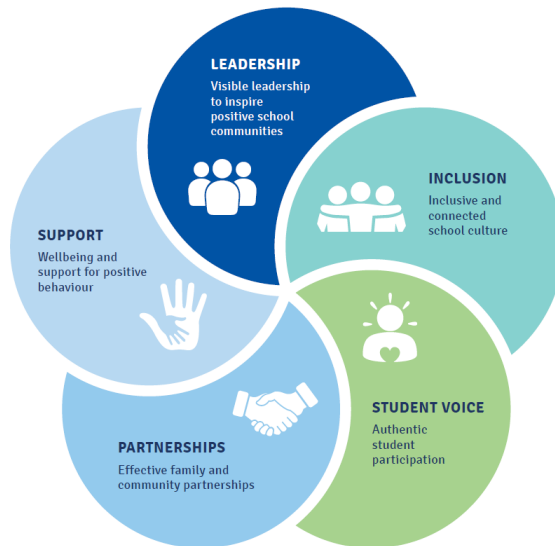 LEADERSHIP
Visible leadership
to inspire
positive school
communities
INCLUSION
Inclusive and
connected
school culture
STUDENT VOICE
Authentic
student
participation
PARTNERSHIPS
Effective family and
community partnerships
SUPPORT
Wellbeing and
support for positive
behaviour